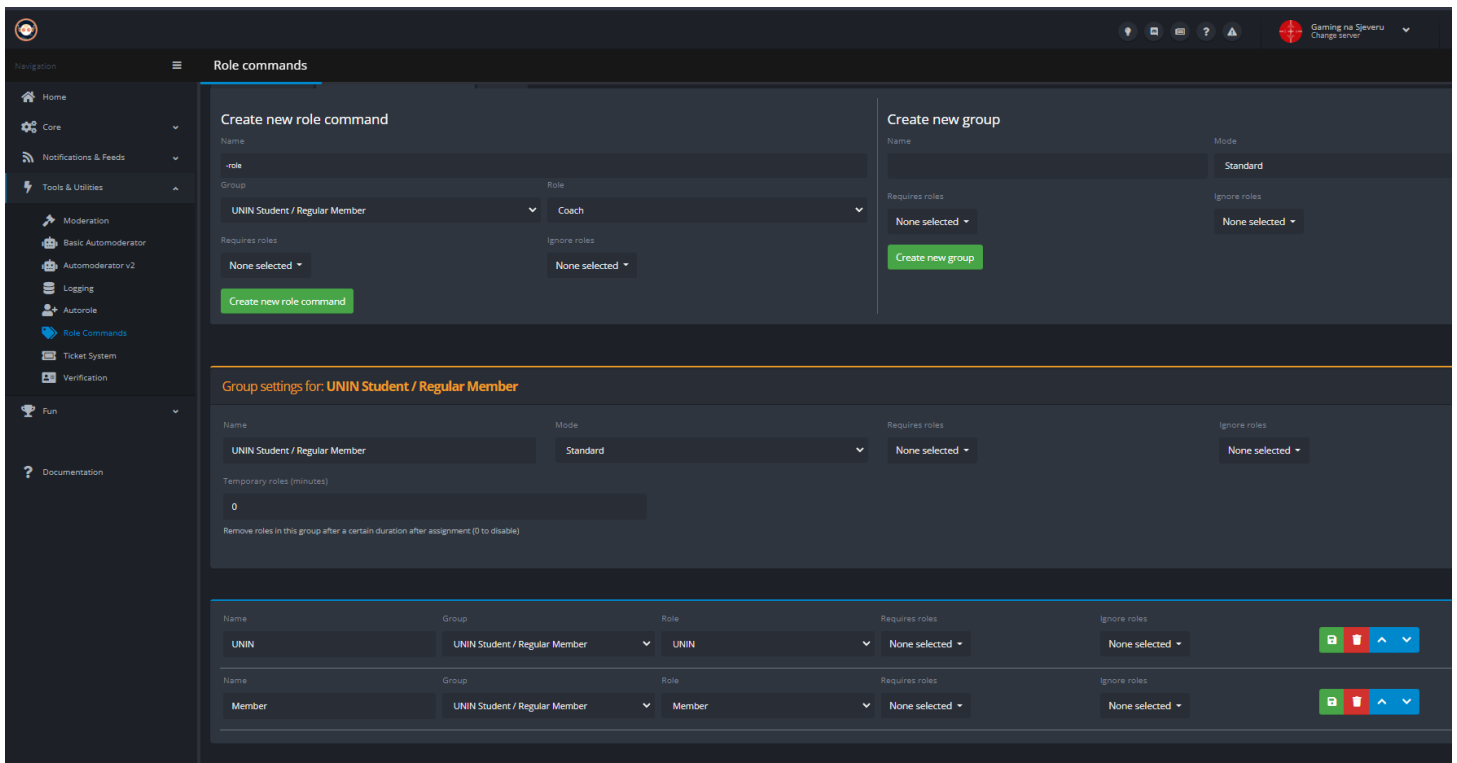 Gaming na Sjeveru
Change server
Navigation
Role commands
Home
Core
Notifications & Feeds
Tools & Utilities
Moderation
Basic Automoderator
Automoderator v2
Logging
Autorole
Role Commands
Ticket System
Verification
Fun
Documentation
Create new role command
Name
-role
Group Role
UNIN Student / Regular Member Coach
Requires roles Ignore roles
None selected None selected
Create new role command
Create new group
Name Mode
Standard
Requires roles Ignore roles
None selected None selected
Create new group
Group settings for: UNIN Student / Regular Member
Name Mode Requires roles Ignore roles
UNIN Student / Regular Member Standard None selected None selected
Temporary roles (minutes)
0
Remove roles in this group after a certain duration after assignment (0 to disable)
Name Group Role Requires roles Ignore roles
UNIN UNIN Student / Regular Member UNIN None selected None selected
Name Group Role Requires roles Ignore roles
Member UNIN Student / Regular Member Member None selected None selected